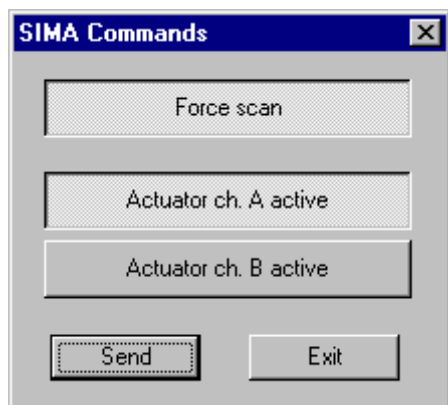 SIMA Commands
Force scan
Actuator ch. A active
Actuator ch. B active
Send Exit